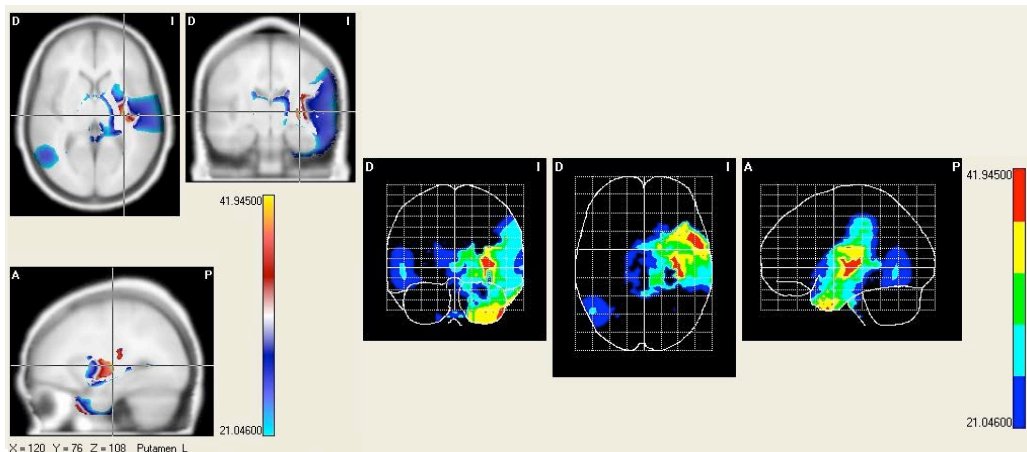 D I
D I
41.94500
21.04600
A P
X = 120 Y = 76 Z = 108 Putamen_L
D I
D I
A P
41.94500
21.04600